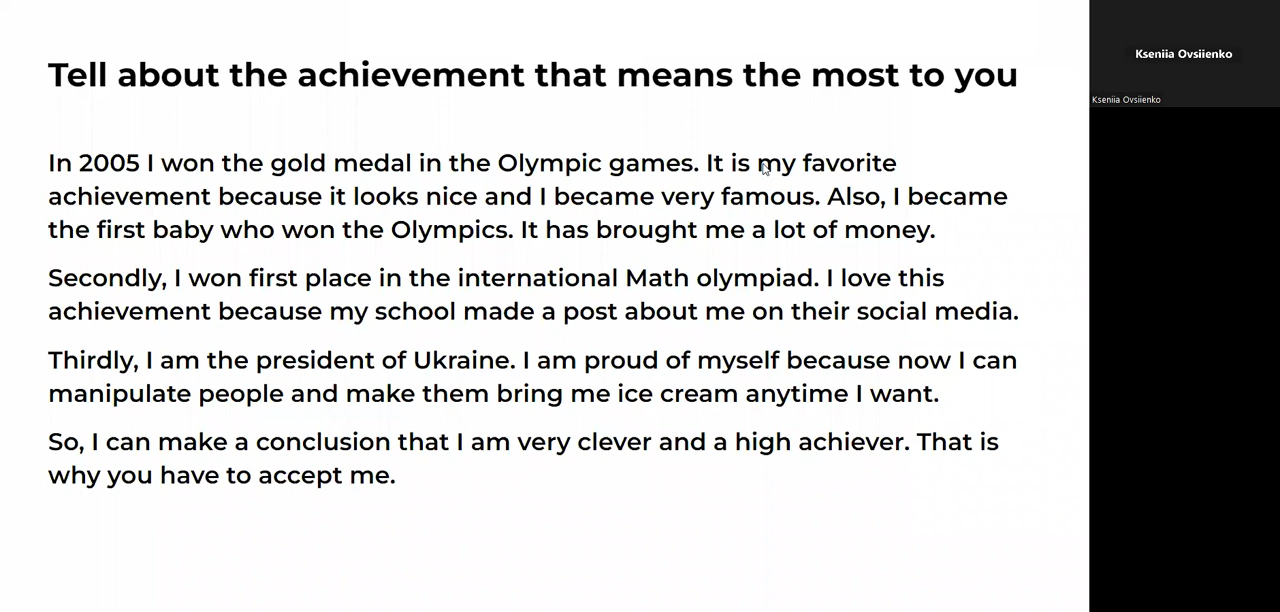 Tell about the achievement that means the most to you
In 2005 I won the gold medal in the Olympic games. It is my favorite
achievement because it looks nice and I became very famous. Also, I became
the first baby who won the Olympics. It has brought me a lot of money.
Secondly, I won first place in the international Math olympiad. I love this
achievement because my school made a post about me on their social media.
Thirdly, I am the president of Ukraine. I am proud of myself because now I can
manipulate people and make them bring me ice cream anytime I want.
So, I can make a conclusion that I am very clever and a high achiever. That is
why you have to accept me.
Kseniia Ovsiienko
Kseniia Ovsiienko